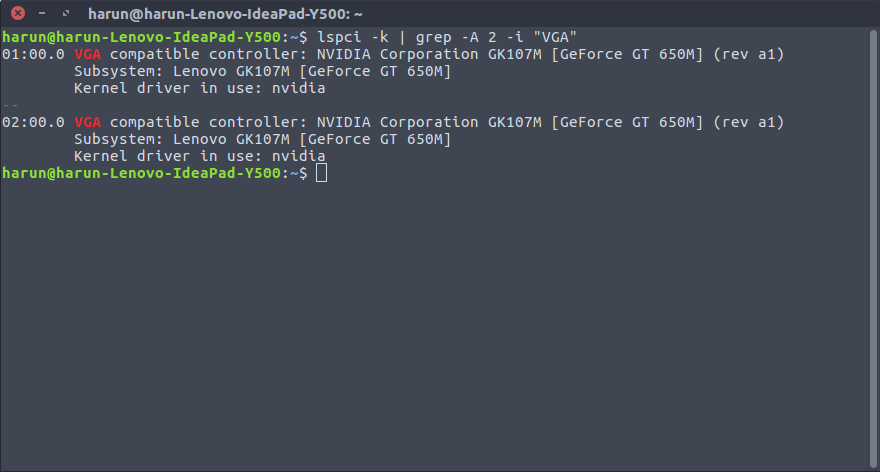 harun@harun-Lenovo-IdeaPad-Y500: ~
harun@harun-Lenovo-IdeaPad-Y500:~$ lspci -k | grep -A 2 -i "VGA"
01:00.0 VGA compatible controller: NVIDIA Corporation GK107M [GeForce GT 650M] (rev a1)
        Subsystem: Lenovo GK107M [GeForce GT 650M]
        Kernel driver in use: nvidia
--
02:00.0 VGA compatible controller: NVIDIA Corporation GK107M [GeForce GT 650M] (rev a1)
        Subsystem: Lenovo GK107M [GeForce GT 650M]
        Kernel driver in use: nvidia
harun@harun-Lenovo-IdeaPad-Y500:~$